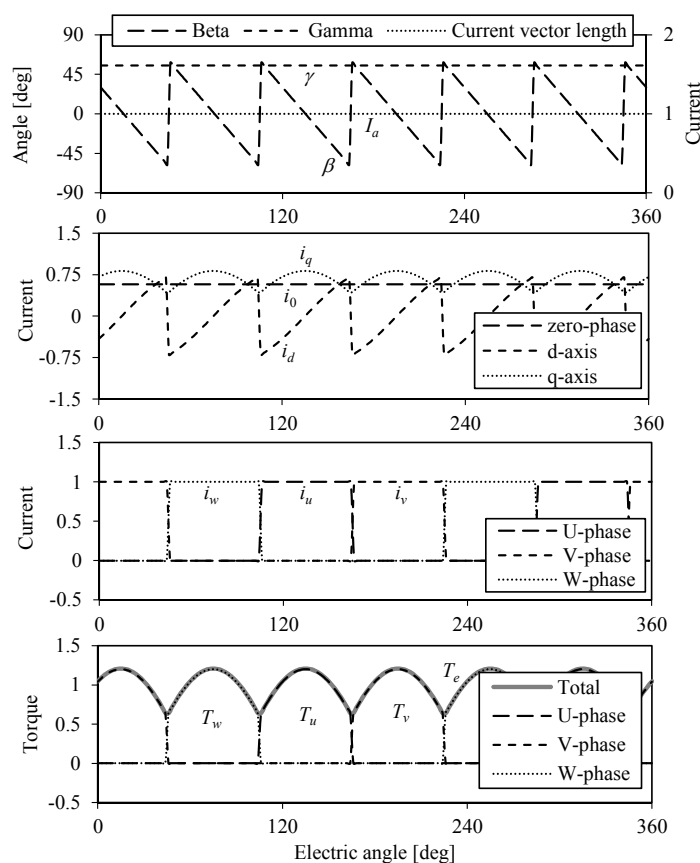 Beta Gamma Current vector length
90
45
0
-45
-90
Angle [deg]
2
1
0
Current
γ
I_a
β
0 120 240 360
1.5
0.75
0
-0.75
-1.5
Current
i_q
i_0
i_d
zero-phase
d-axis
q-axis
0 120 240 360
1.5
1
0.5
0
-0.5
Current
i_w i_u i_v
U-phase
V-phase
W-phase
0 120 240 360
1.5
1
0.5
0
-0.5
Torque
T_e
T_w T_u T_v
Total
U-phase
V-phase
W-phase
0 120 240 360
Electric angle [deg]